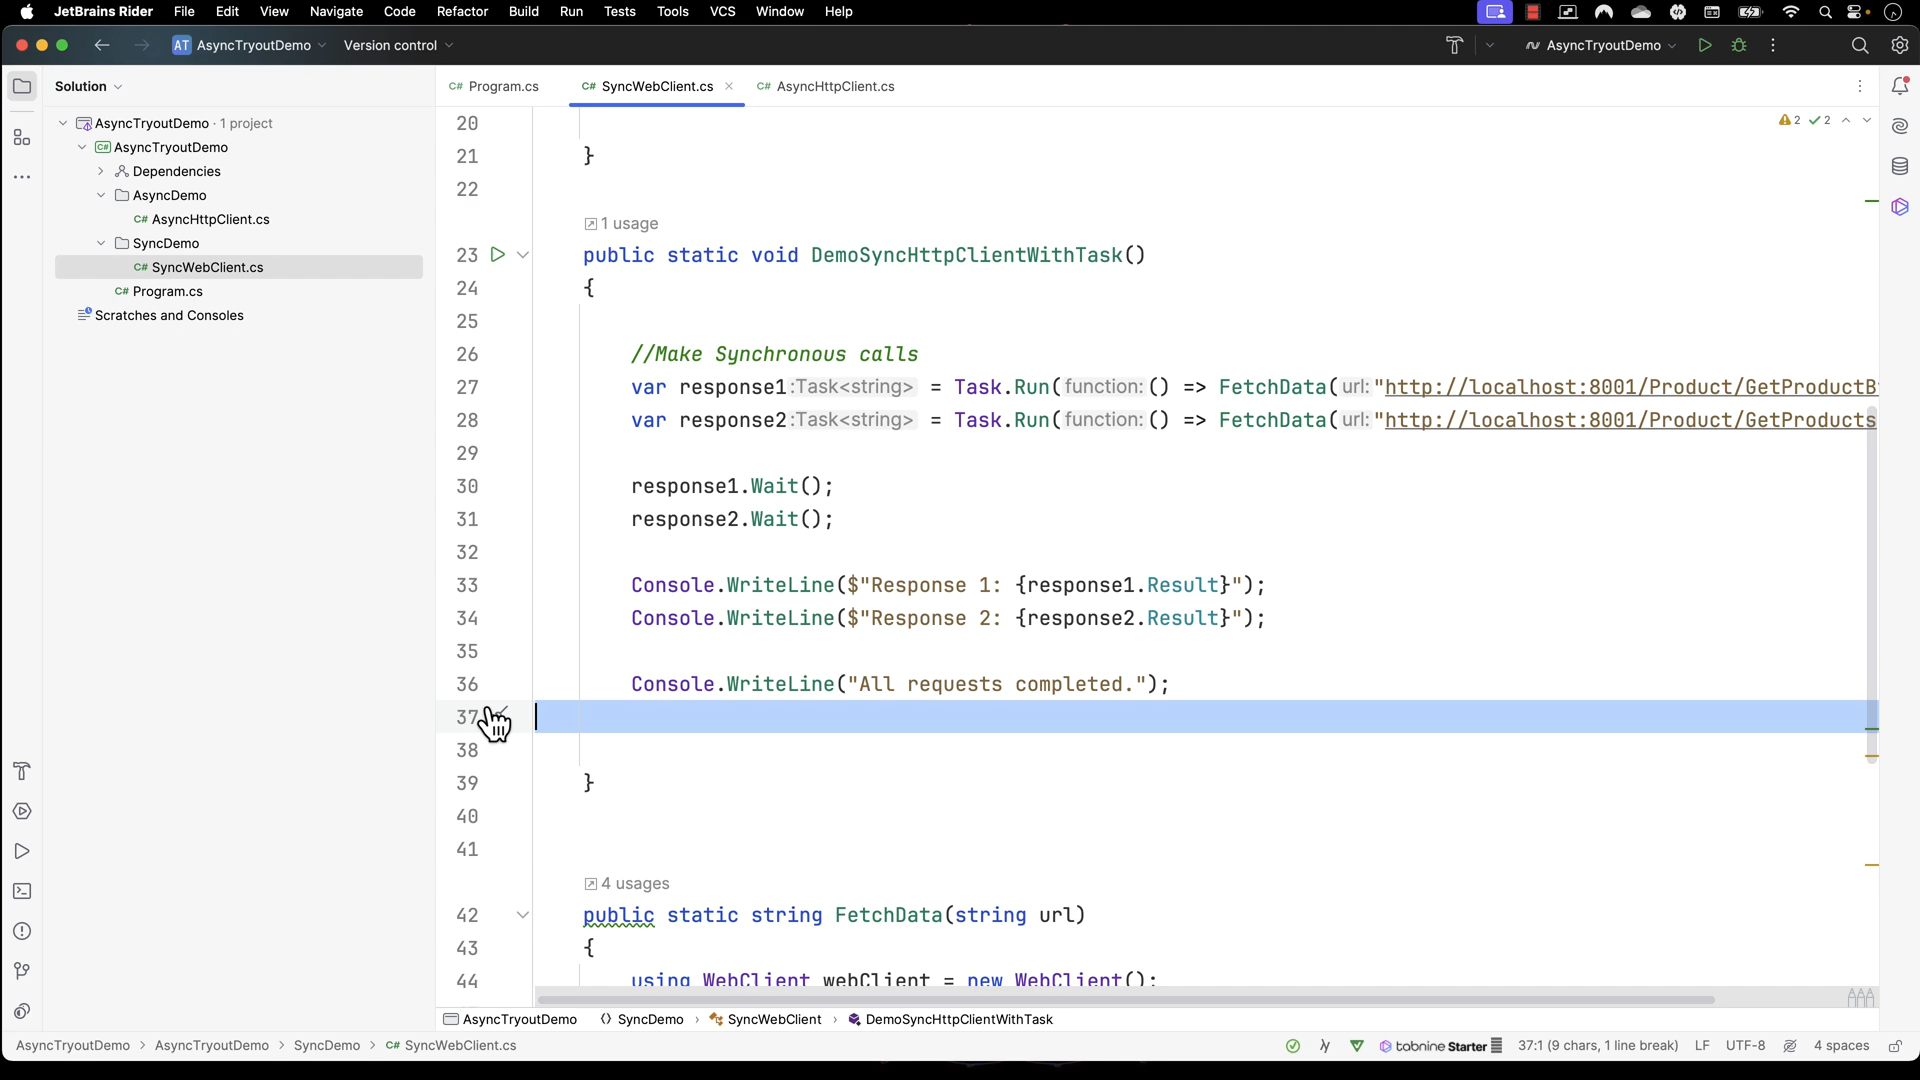 JetBrains Rider File Edit View Navigate Code Refactor Build Run Tests Tools VCS Window Help
AT AsyncTryoutDemo Version control AsyncTryoutDemo
Solution
C# Program.cs C# SyncWebClient.cs C# AsyncHttpClient.cs
AsyncTryoutDemo · 1 project
C# AsyncTryoutDemo
Dependencies
AsyncDemo
C# AsyncHttpClient.cs
SyncDemo
C# SyncWebClient.cs
C# Program.cs
Scratches and Consoles
2 2
20
21 }
22
1 usage
23 public static void DemoSyncHttpClientWithTask()
24 {
25
26 //Make Synchronous calls
27 var response1:Task<string> = Task.Run(function:() => FetchData(url:"http://localhost:8001/Product/GetProductB
28 var response2:Task<string> = Task.Run(function:() => FetchData(url:"http://localhost:8001/Product/GetProducts
29
30 response1.Wait();
31 response2.Wait();
32
33 Console.WriteLine($"Response 1: {response1.Result}");
34 Console.WriteLine($"Response 2: {response2.Result}");
35
36 Console.WriteLine("All requests completed.");
37
38
39 }
40
41
4 usages
42 public static string FetchData(string url)
43 {
44 using WebClient webClient = new WebClient();
AsyncTryoutDemo SyncDemo › SyncWebClient › DemoSyncHttpClientWithTask
AsyncTryoutDemo > AsyncTryoutDemo > SyncDemo > C# SyncWebClient.cs tabnine Starter 37:1 (9 chars, 1 line break) LF UTF-8 4 spaces